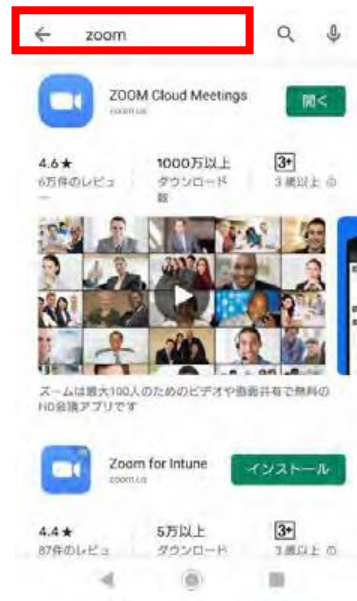 zoom
ZOOM Cloud Meetings
zoom.us
開く
4.6★
6万件のレビュ
ー
1000万以上
ダウンロード
数
3+
3 歳以上
ズームは最大100人のためのビデオや画面共有で無料の
HD会議アプリです
Zoom for Intune
zoom.us
インストール
4.4★
87件のレビュ
5万以上
ダウンロード
3+
3 歳以上